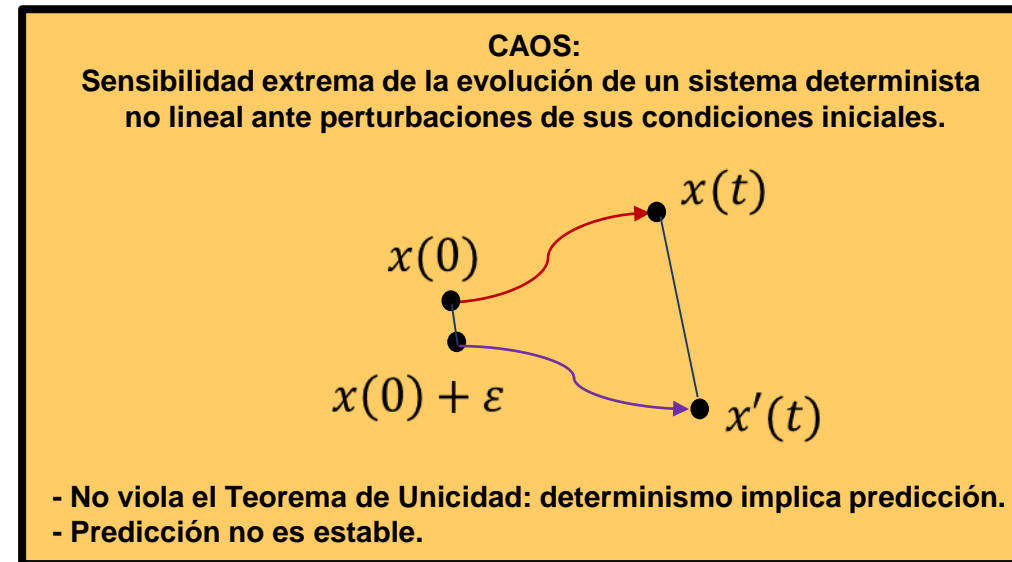 CAOS:
Sensibilidad extrema de la evolución de un sistema determinista
no lineal ante perturbaciones de sus condiciones iniciales.
x(t)
x(0)
x(0) + ε
x′(t)
- No viola el Teorema de Unicidad: determinismo implica predicción.
- Predicción no es estable.